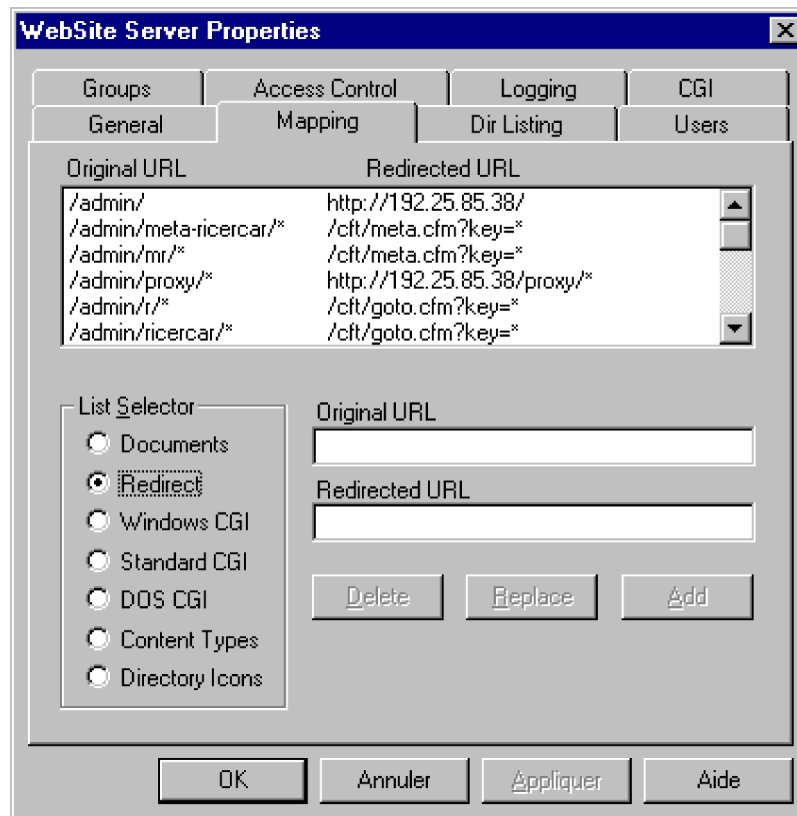 WebSite Server Properties
Groups Access Control Logging CGI
General Mapping Dir Listing Users
Original URL Redirected URL
/admin/ http://192.25.85.38/
/admin/meta-ricercar/* /cft/meta.cfm?key=*
/admin/mr/* /cft/meta.cfm?key=*
/admin/proxy/* http://192.25.85.38/proxy/*
/admin/r/* /cft/goto.cfm?key=*
/admin/ricercar/* /cft/goto.cfm?key=*
List Selector
Documents
Redirect
Windows CGI
Standard CGI
DOS CGI
Content Types
Directory Icons
Original URL
Redirected URL
Delete Replace Add
OK Annuler Appliquer Aide